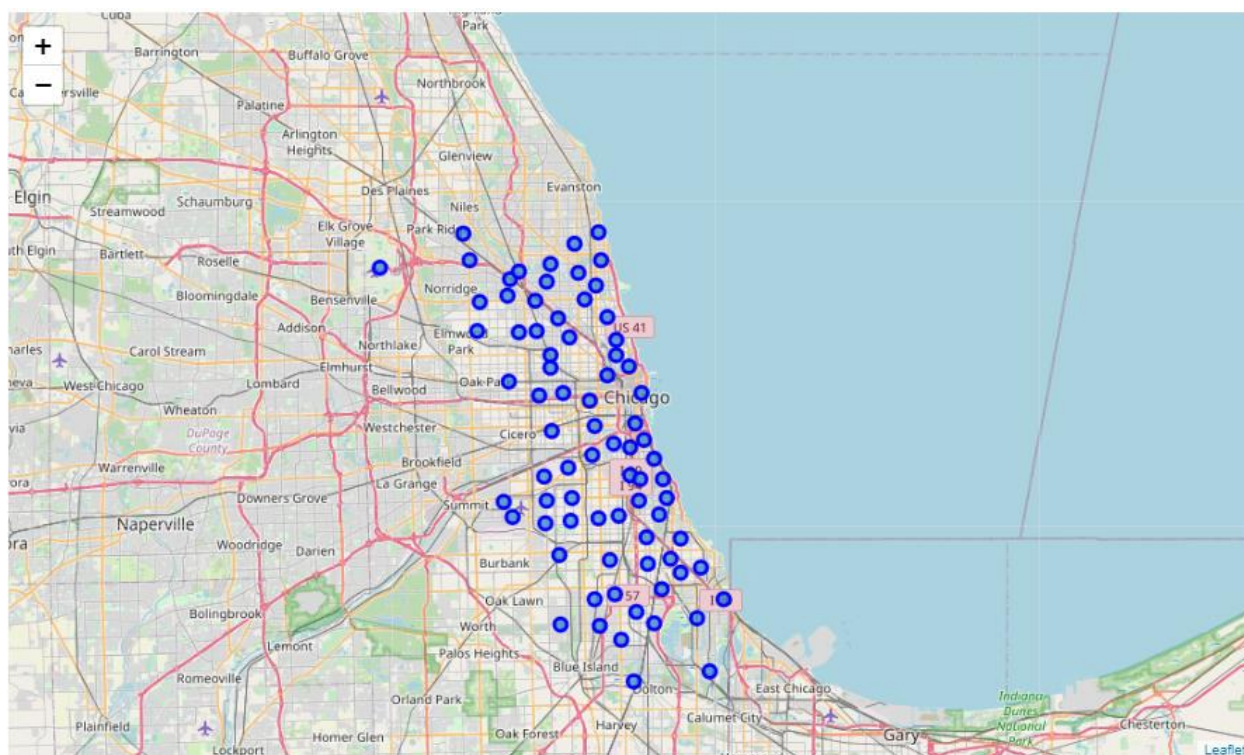 Cuba
Highland
Park
+
Barrington
Buffalo Grove
−
Northbrook
Palatine
Arlington
Heights
Glenview
Des Plaines
Evanston
Elgin
Schaumburg
Niles
Streamwood
Elk Grove
Village
Park Rid
South Elgin
Bartlett
Roselle
Bensenville
Norridge
Bloomingdale
Addison
US 41
Elmwood
Park
Northlake
Carol Stream
Elmhurst
West Chicago
Lombard
Bellwood
Oak Pa
Wheaton
Chicago
Westchester
Cicero
DuPage
County
Brookfield
Warrenville
La Grange
Downers Grove
Summit
Naperville
Woodridge
Darien
Burbank
57
Oak Lawn
Bolingbrook
Worth
Lemont
Palos Heights
Blue Island
Romeoville
Dolton
East Chicago
Orland Park
Indiana
Dunes
National
Park
Plainfield
Harvey
Calumet City
Chesterton
Homer Glen
Oak Forest
Gary
Lockport
Leaflet